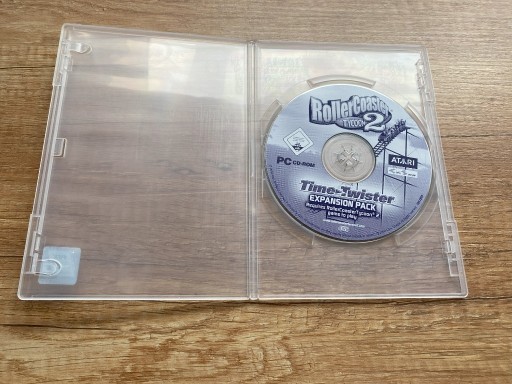 RollerCoaster
TYCOON 2
PC CD-ROM
ATARI
Time-Twister
EXPANSION PACK
Requires RollerCoaster Tycoon® 2
game to play